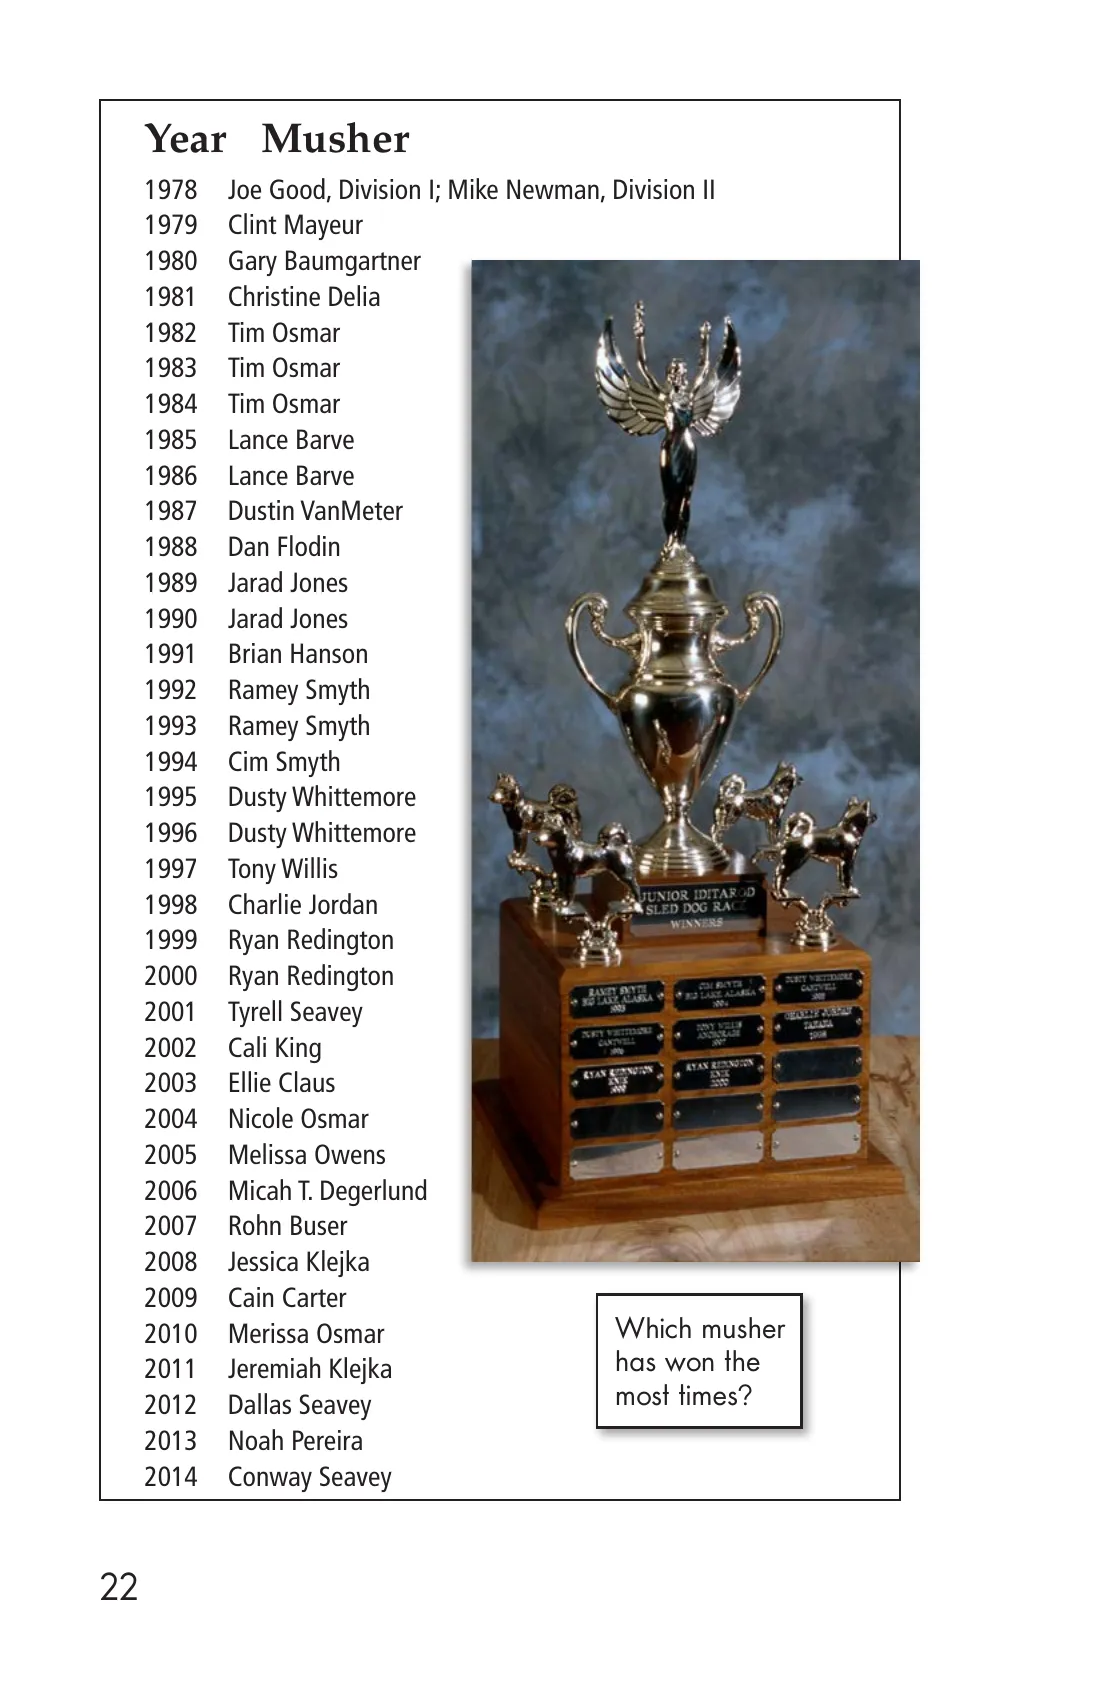 Year Musher
1978 Joe Good, Division I; Mike Newman, Division II
1979 Clint Mayeur
1980 Gary Baumgartner
1981 Christine Delia
1982 Tim Osmar
1983 Tim Osmar
1984 Tim Osmar
1985 Lance Barve
1986 Lance Barve
1987 Dustin VanMeter
1988 Dan Flodin
1989 Jarad Jones
1990 Jarad Jones
1991 Brian Hanson
1992 Ramey Smyth
1993 Ramey Smyth
1994 Cim Smyth
1995 Dusty Whittemore
1996 Dusty Whittemore
1997 Tony Willis
1998 Charlie Jordan
1999 Ryan Redington
2000 Ryan Redington
2001 Tyrell Seavey
2002 Cali King
2003 Ellie Claus
2004 Nicole Osmar
2005 Melissa Owens
2006 Micah T. Degerlund
2007 Rohn Buser
2008 Jessica Klejka
2009 Cain Carter
2010 Merissa Osmar
2011 Jeremiah Klejka
2012 Dallas Seavey
2013 Noah Pereira
2014 Conway Seavey
JUNIOR IDITAROD
SLED DOG RACE
WINNERS
RAMEY SMYTH
BIG LAKE, ALASKA
1993
CIM SMYTH
BIG LAKE, ALASKA
1994
DUSTY WHITTEMORE
CANTWELL
1995
DUSTY WHITTEMORE
CANTWELL
1996
TONY WILLIS
ANCHORAGE
1997
CHARLIE JORDAN
TANANA
1998
RYAN REDINGTON
KNIK
1999
RYAN REDINGTON
KNIK
2000
Which musher
has won the
most times?
22